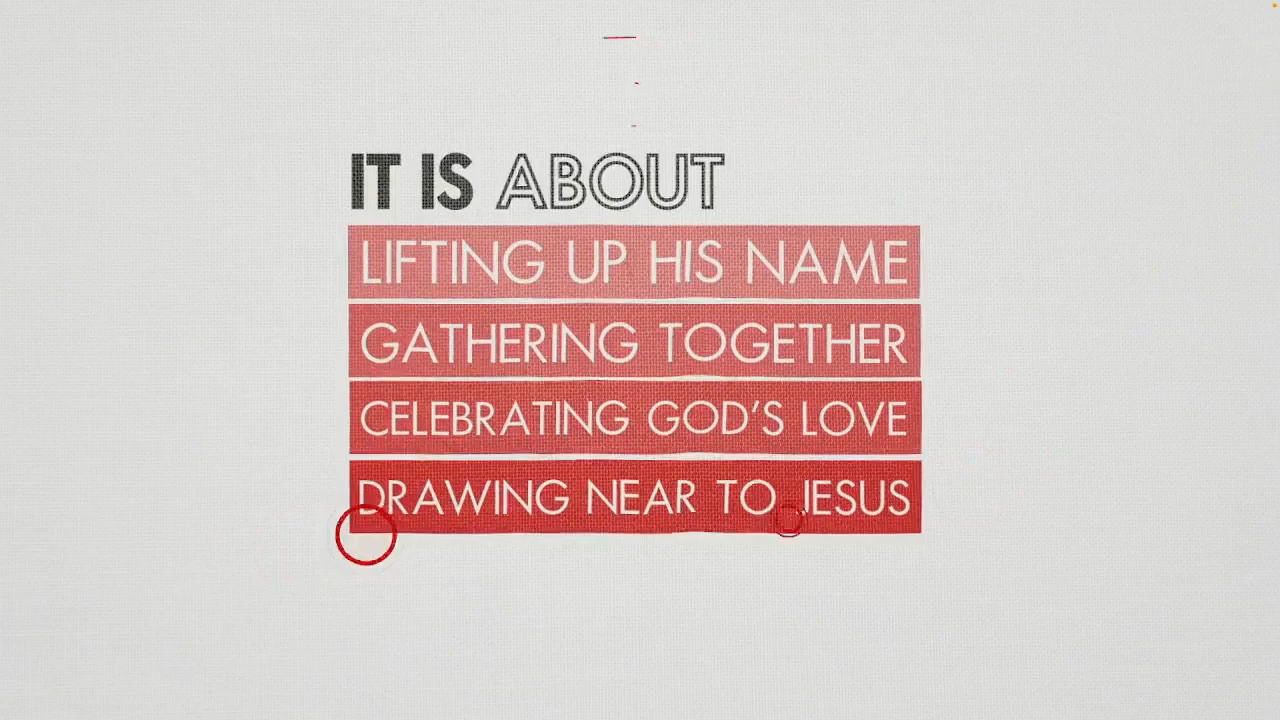 IT IS ABOUT
LIFTING UP HIS NAME
GATHERING TOGETHER
CELEBRATING GOD'S LOVE
DRAWING NEAR TO JESUS